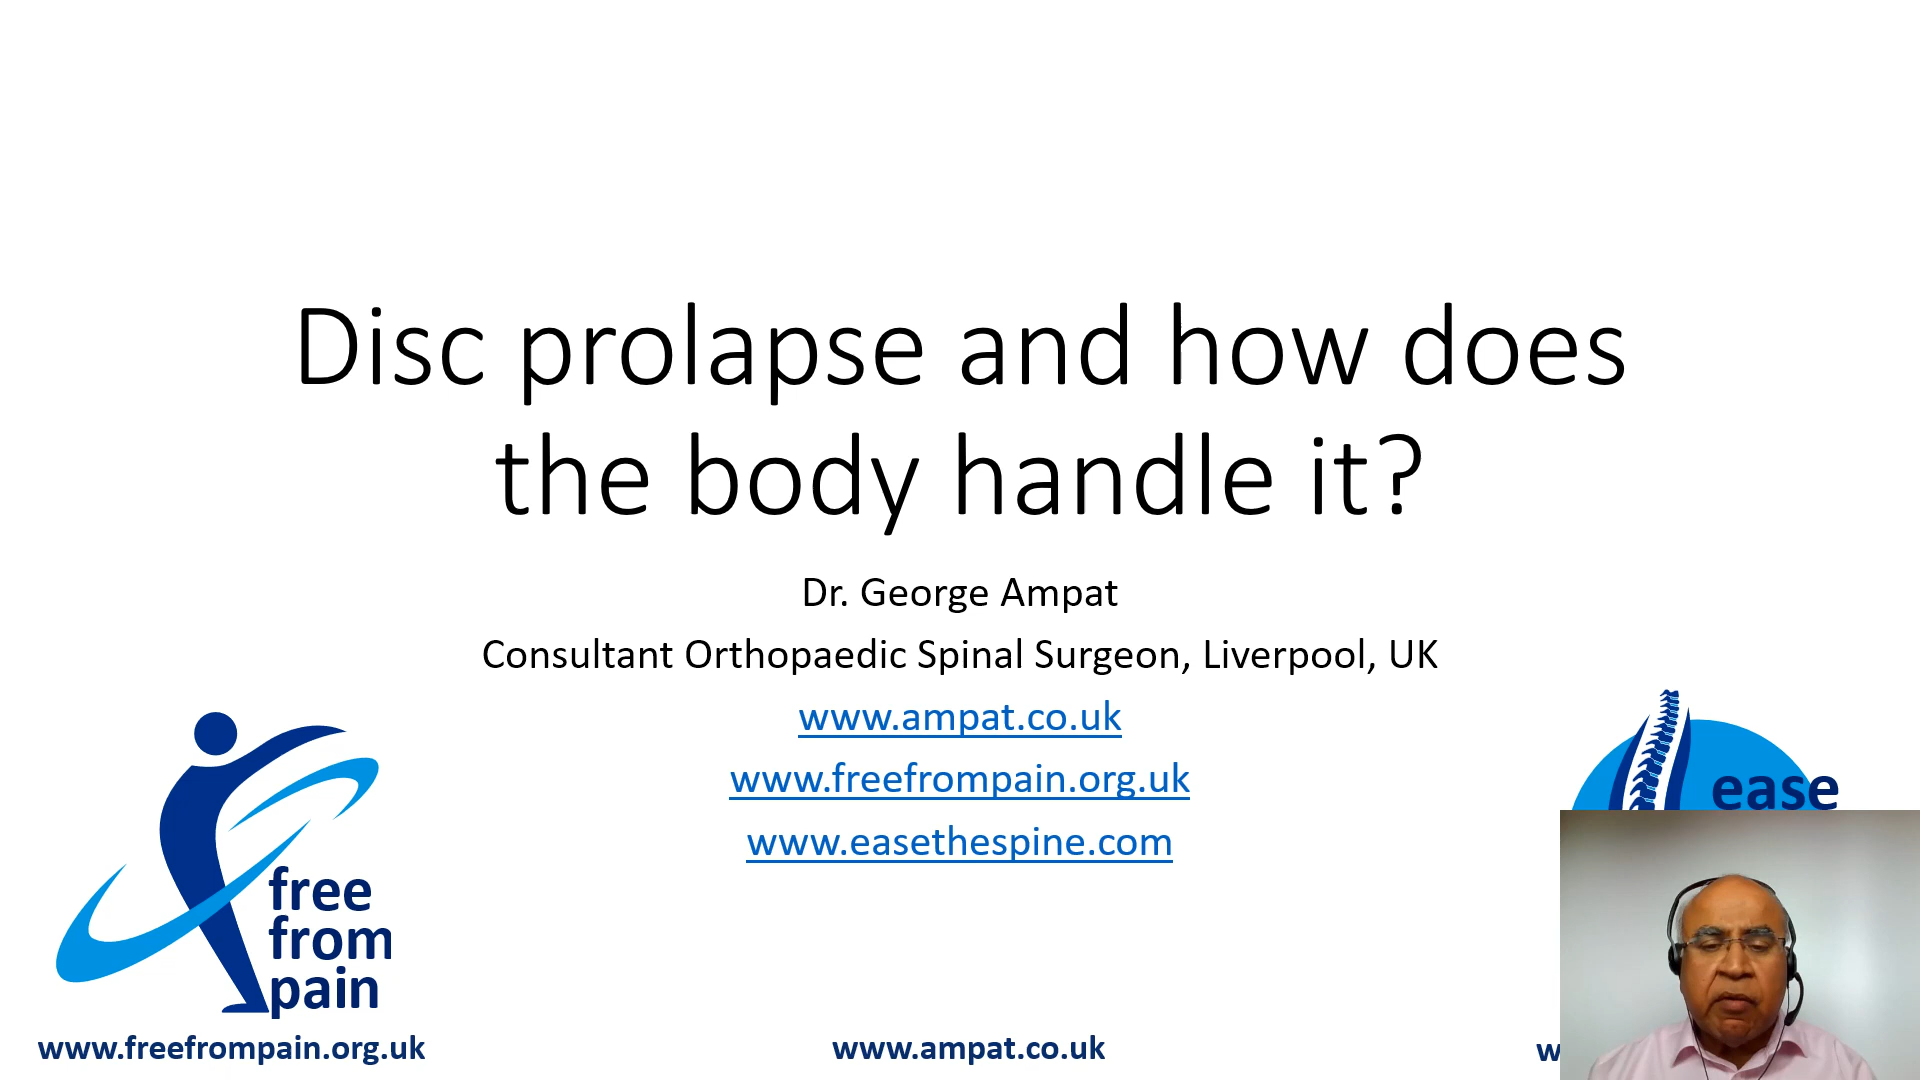 Disc prolapse and how does
the body handle it?
Dr. George Ampat
Consultant Orthopaedic Spinal Surgeon, Liverpool, UK
www.ampat.co.uk
www.freefrompain.org.uk
www.easethespine.com
free
from
pain
ease
www.freefrompain.org.uk
www.ampat.co.uk